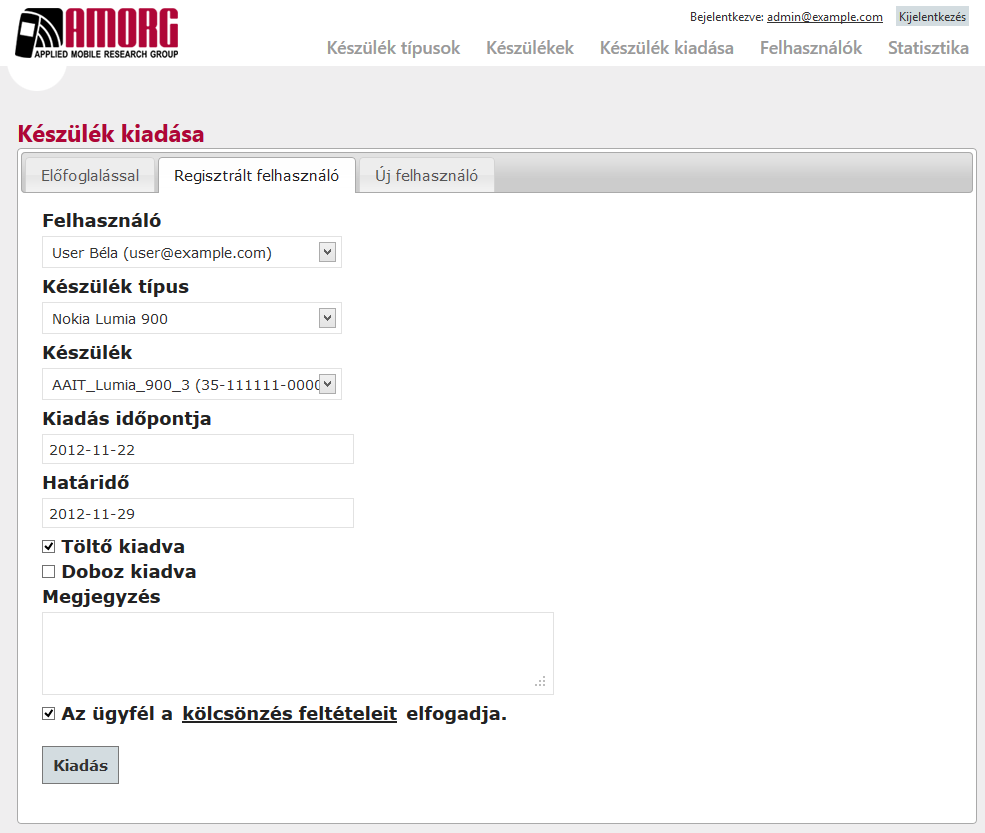 AMORG
APPLIED MOBILE RESEARCH GROUP
Bejelentkezve: admin@example.com Kijelentkezés
Készülék típusok Készülékek Készülék kiadása Felhasználók Statisztika
Készülék kiadása
Előfoglalással Regisztrált felhasználó Új felhasználó
Felhasználó
User Béla (user@example.com)
Készülék típus
Nokia Lumia 900
Készülék
AAIT_Lumia_900_3 (35-111111-0000
Kiadás időpontja
2012-11-22
Határidő
2012-11-29
Töltő kiadva
Doboz kiadva
Megjegyzés
Az ügyfél a kölcsönzés feltételeit elfogadja.
Kiadás